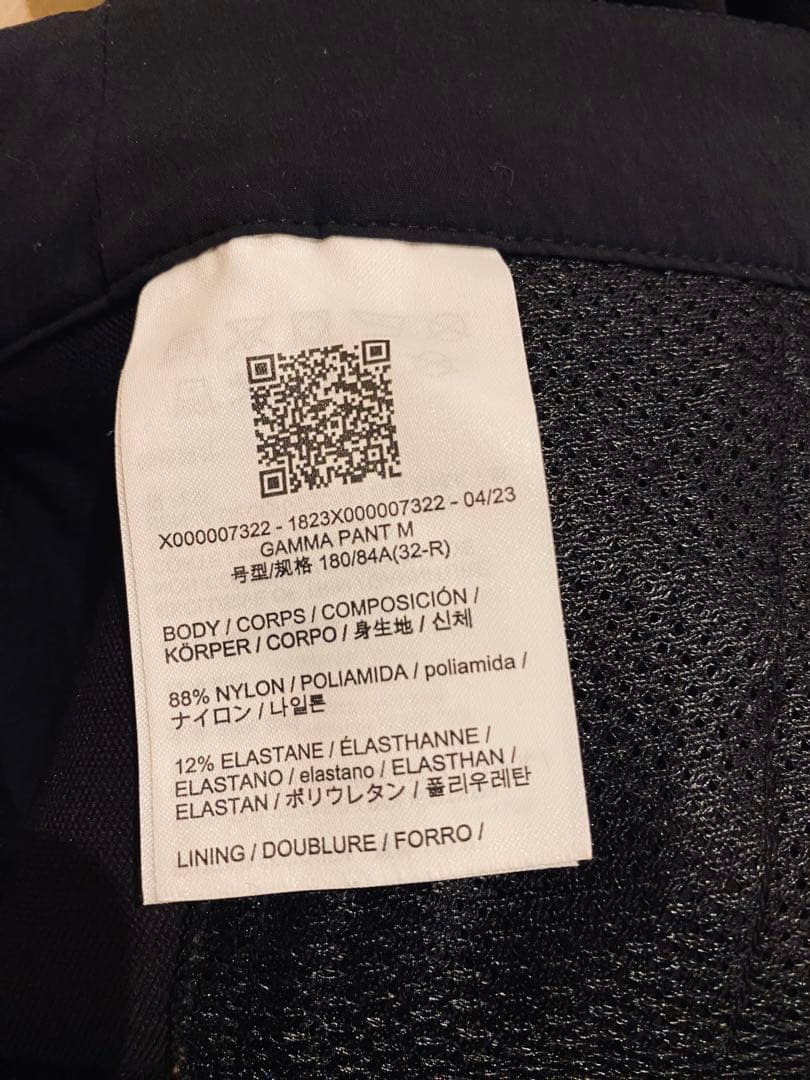 X000007322 - 1823X000007322 - 04/23
GAMMA PANT M
号型/规格 180/84A(32-R)
BODY / CORPS / COMPOSICIÓN /
KÖRPER / CORPO / 身生地 / 신체
88% NYLON / POLIAMIDA / poliamida /
ナイロン / 나일론
12% ELASTANE / ÉLASTHANNE /
ELASTANO / elastano / ELASTHAN /
ELASTAN / ポリウレタン / 폴리우레탄
LINING / DOUBLURE / FORRO /